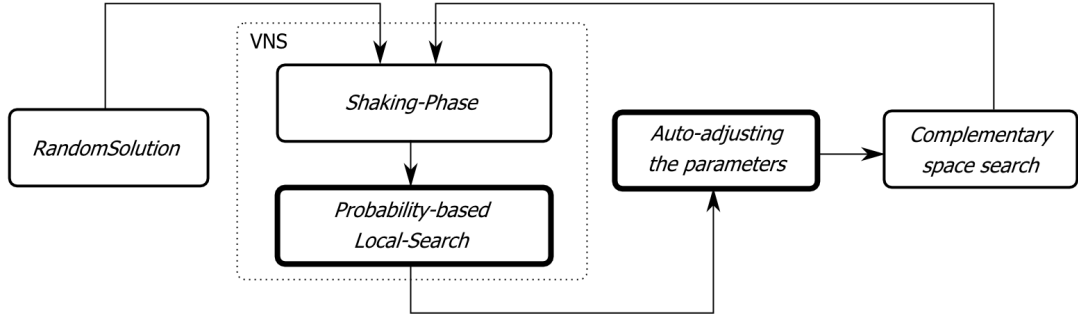 VNS
Shaking-Phase
RandomSolution
Probability-based
Local-Search
Auto-adjusting
the parameters
Complementary
space search